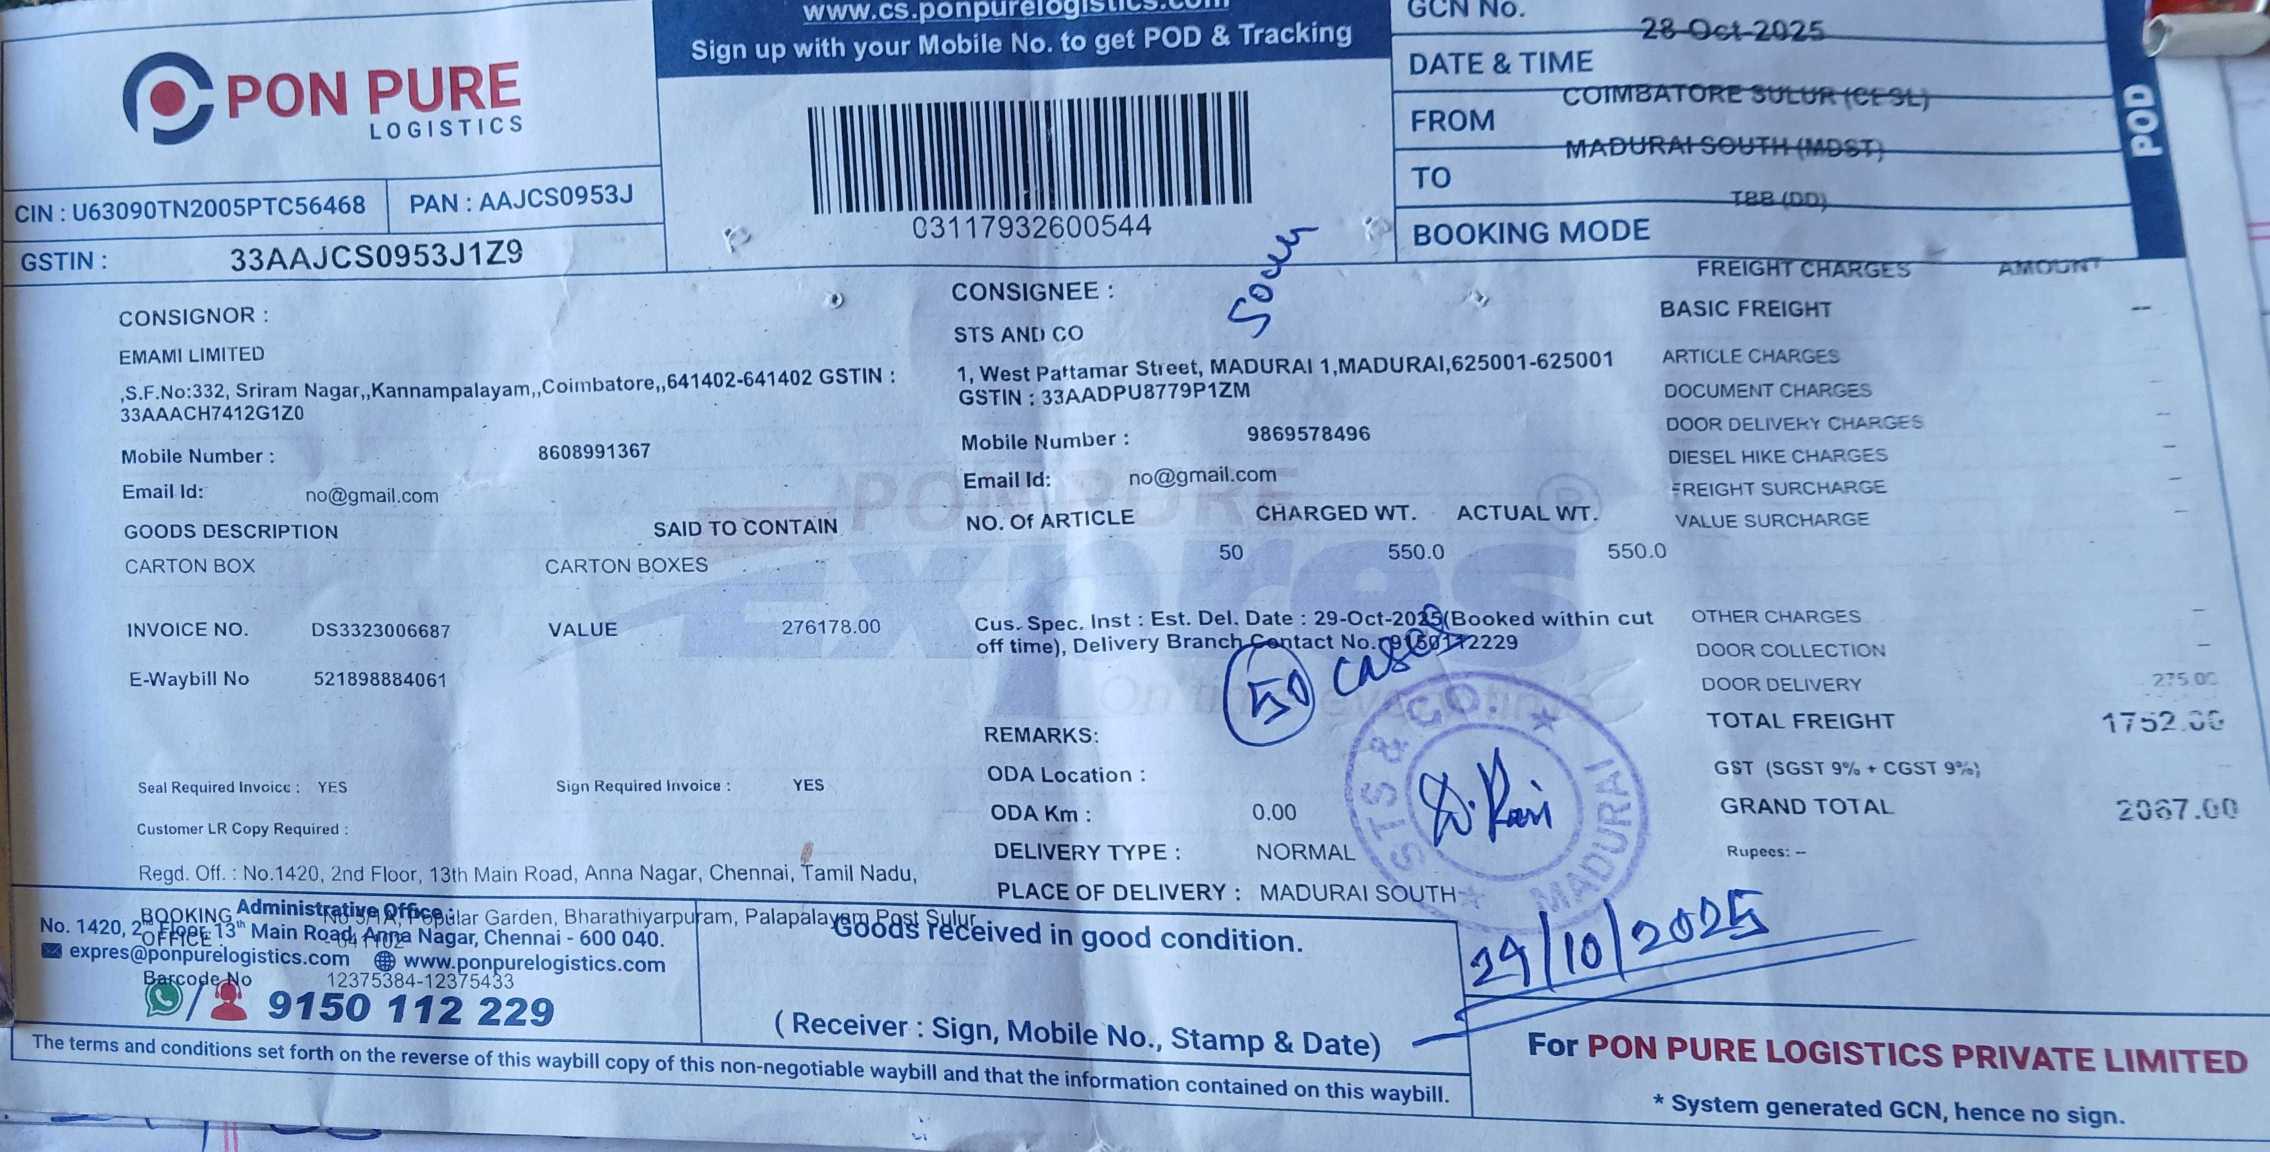 www.cs.ponpurelogistics.com
Sign up with your Mobile No. to get POD & Tracking
PON PURE
LOGISTICS
CIN : U63090TN2005PTC56468
PAN : AAJCS0953J
GSTIN : 33AAJCS0953J1Z9
03117932600544
GCN No.
28-Oct-2025
DATE & TIME
COIMBATORE SULUR (CESL)
FROM
MADURAI SOUTH (MDST)
TO
TBB (DD)
BOOKING MODE
POD
CONSIGNOR :
EMAMI LIMITED
,S.F.No:332, Sriram Nagar,,Kannampalayam,,Coimbatore,,641402-641402 GSTIN :
33AAACH7412G1Z0
Mobile Number : 8608991367
Email Id: no@gmail.com
GOODS DESCRIPTION SAID TO CONTAIN
CARTON BOX CARTON BOXES
INVOICE NO. DS3323006687 VALUE 276178.00
E-Waybill No 521898884061
Seal Required Invoice : YES Sign Required Invoice : YES
Customer LR Copy Required :
Regd. Off. : No.1420, 2nd Floor, 13th Main Road, Anna Nagar, Chennai, Tamil Nadu,
CONSIGNEE :
STS AND CO
1, West Pattamar Street, MADURAI 1,MADURAI,625001-625001
GSTIN : 33AADPU8779P1ZM
Mobile Number : 9869578496
Email Id: no@gmail.com
PON PURE
Expres
®
NO. Of ARTICLE CHARGED WT. ACTUAL WT.
50 550.0 550.0
Cus. Spec. Inst : Est. Del. Date : 29-Oct-2025(Booked within cut
off time), Delivery Branch Contact No. 9150112229
50 cases
REMARKS:
ODA Location :
ODA Km : 0.00
DELIVERY TYPE : NORMAL
PLACE OF DELIVERY : MADURAI SOUTH
STS & CO.
MADURAI
29/10/2025
FREIGHT CHARGES AMOUNT
BASIC FREIGHT --
ARTICLE CHARGES
DOCUMENT CHARGES
DOOR DELIVERY CHARGES
DIESEL HIKE CHARGES
FREIGHT SURCHARGE
VALUE SURCHARGE
OTHER CHARGES
DOOR COLLECTION
DOOR DELIVERY 275.00
TOTAL FREIGHT 1752.00
GST (SGST 9% + CGST 9%)
GRAND TOTAL 2067.00
Rupees: --
BOOKING OFFICE : No 5/1A, Popular Garden, Bharathiyarpuram, Palapalayam Post Sulur
Administrative Office :
No. 1420, 2nd Floor, 13th Main Road, Anna Nagar, Chennai - 600 040.
expres@ponpurelogistics.com www.ponpurelogistics.com
Barcode No 12375384-12375433
9150 112 229
Goods received in good condition.
( Receiver : Sign, Mobile No., Stamp & Date)
For PON PURE LOGISTICS PRIVATE LIMITED
* System generated GCN, hence no sign.
The terms and conditions set forth on the reverse of this waybill copy of this non-negotiable waybill and that the information contained on this waybill.